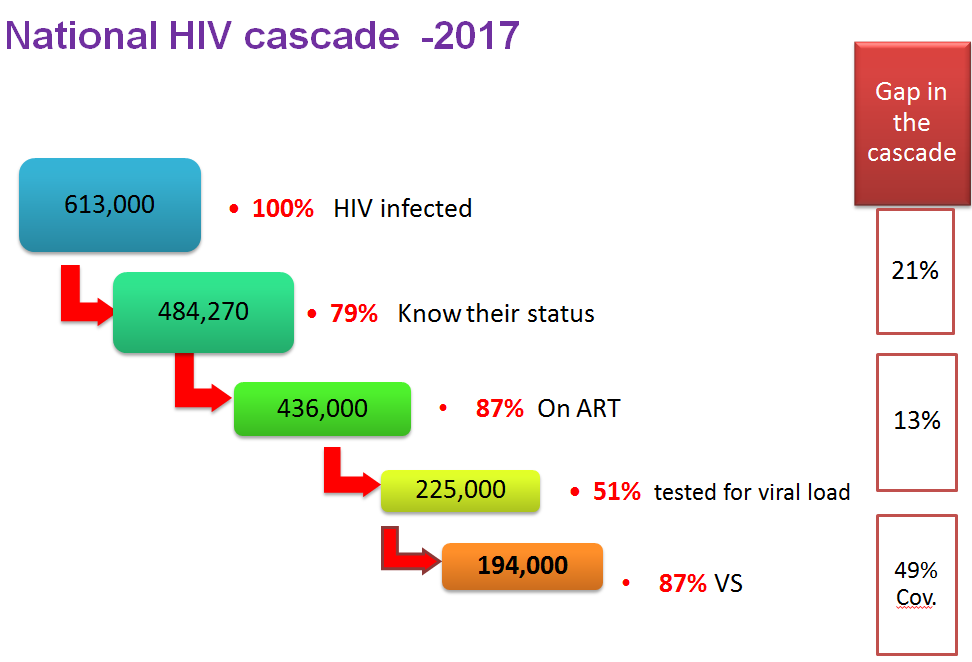 National HIV cascade -2017
Gap in
the
cascade
613,000
• 100% HIV infected
21%
484,270
• 79% Know their status
436,000
• 87% On ART
13%
225,000
• 51% tested for viral load
194,000
• 87% VS
49%
Cov.